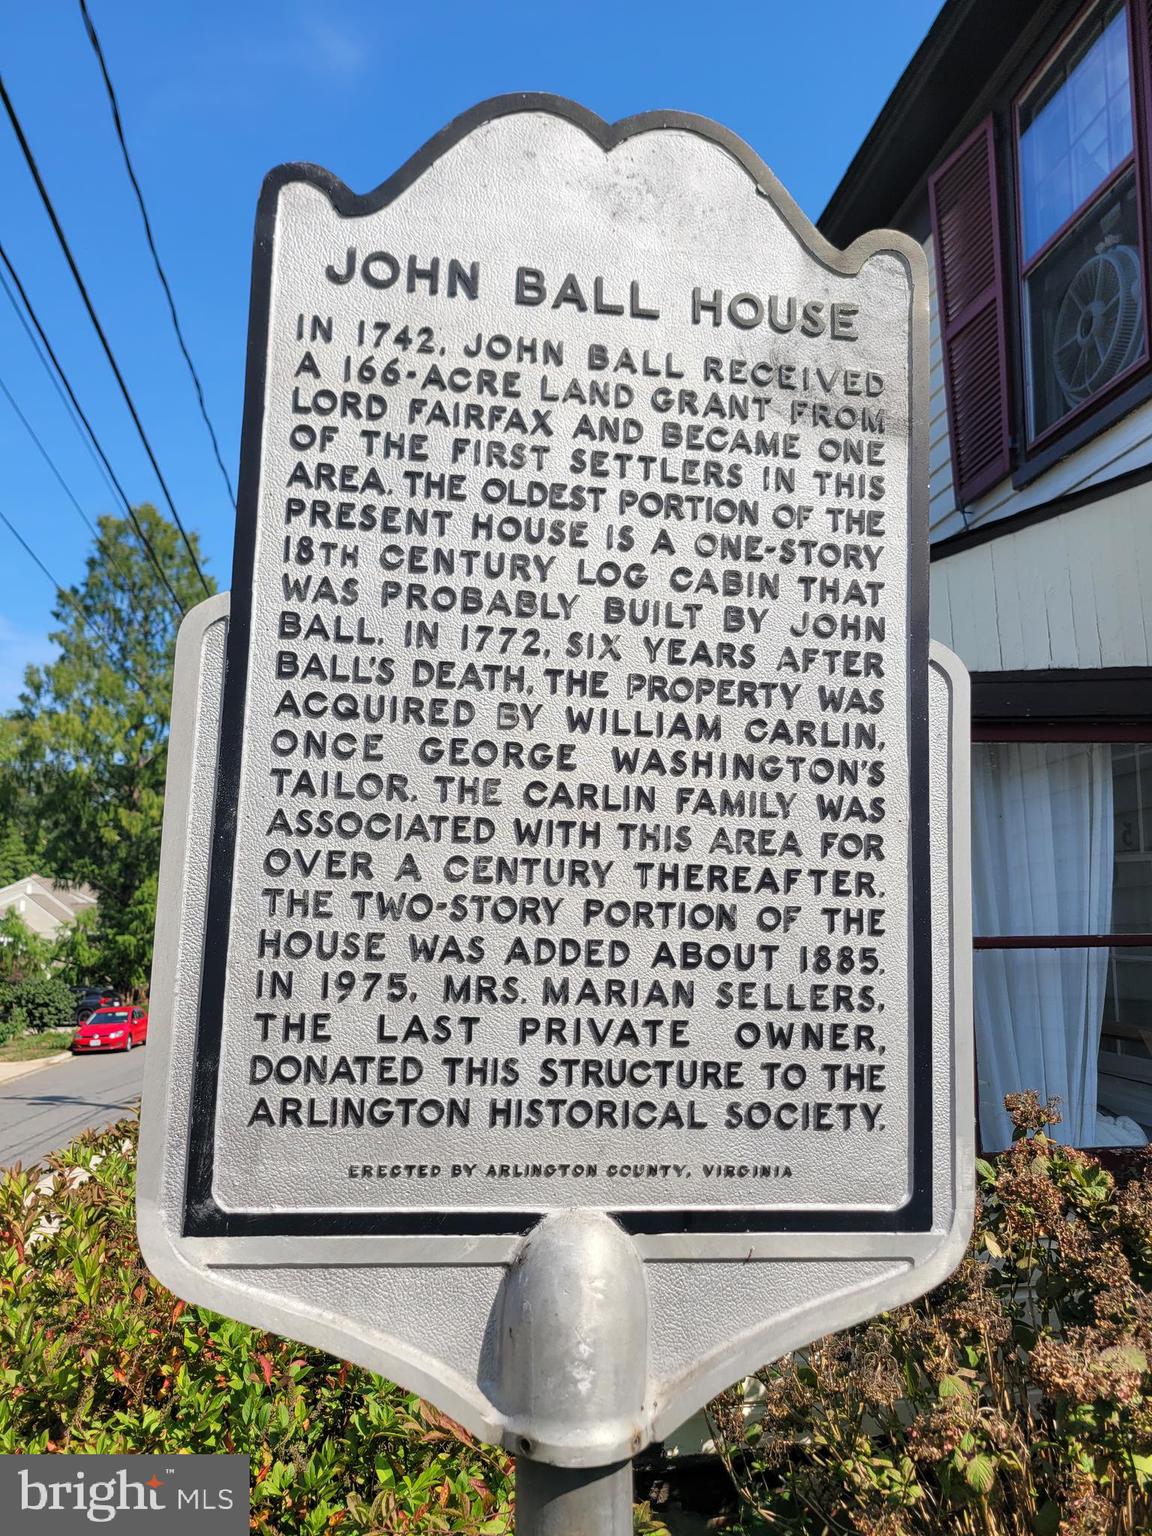 JOHN BALL HOUSE
IN 1742, JOHN BALL RECEIVED
A 166-ACRE LAND GRANT FROM
LORD FAIRFAX AND BECAME ONE
OF THE FIRST SETTLERS IN THIS
AREA. THE OLDEST PORTION OF THE
PRESENT HOUSE IS A ONE-STORY
18TH CENTURY LOG CABIN THAT
WAS PROBABLY BUILT BY JOHN
BALL. IN 1772, SIX YEARS AFTER
BALL'S DEATH, THE PROPERTY WAS
ACQUIRED BY WILLIAM CARLIN,
ONCE GEORGE WASHINGTON'S
TAILOR. THE CARLIN FAMILY WAS
ASSOCIATED WITH THIS AREA FOR
OVER A CENTURY THEREAFTER.
THE TWO-STORY PORTION OF THE
HOUSE WAS ADDED ABOUT 1885.
IN 1975, MRS. MARIAN SELLERS,
THE LAST PRIVATE OWNER,
DONATED THIS STRUCTURE TO THE
ARLINGTON HISTORICAL SOCIETY.
ERECTED BY ARLINGTON COUNTY, VIRGINIA
bright™ MLS